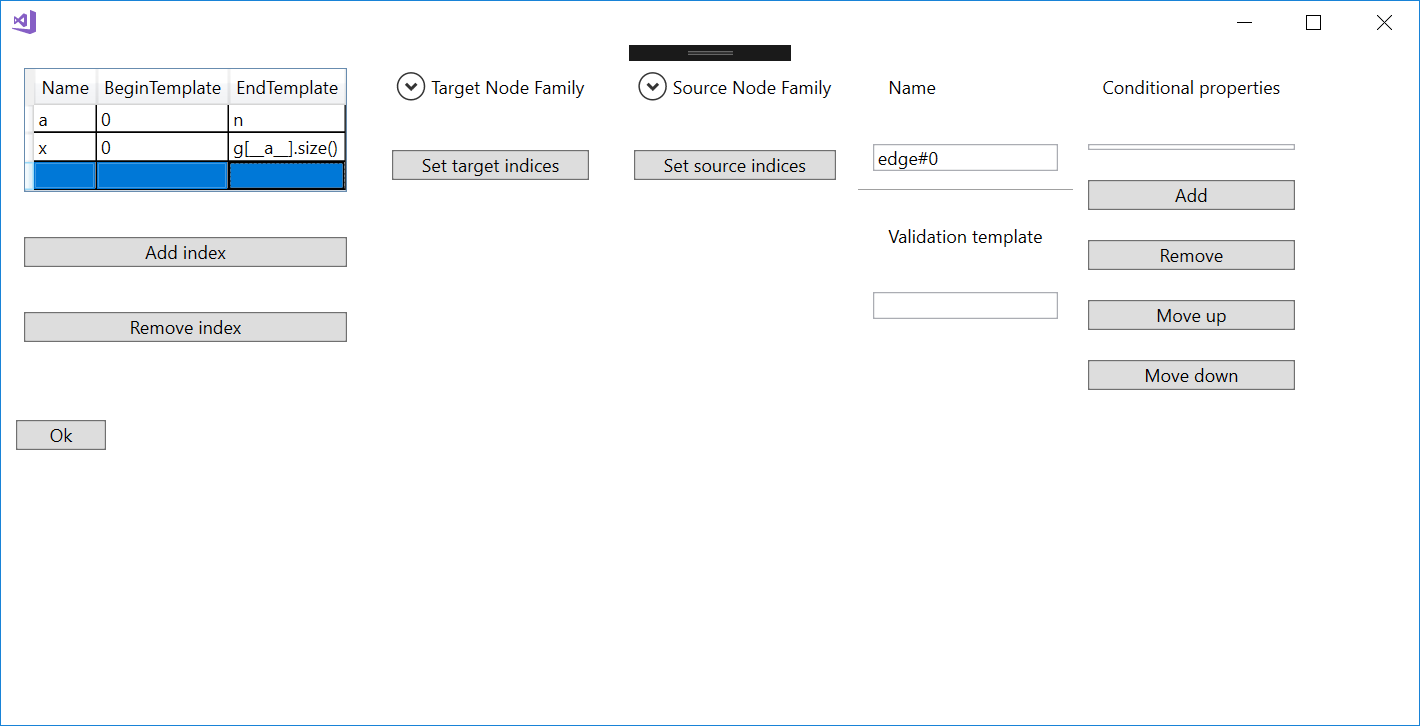 Name BeginTemplate EndTemplate
a 0 n
x 0 g[__a__].size()
Add index
Remove index
Ok
Target Node Family
Set target indices
Source Node Family
Set source indices
Name
edge#0
Validation template
Conditional properties
Add
Remove
Move up
Move down